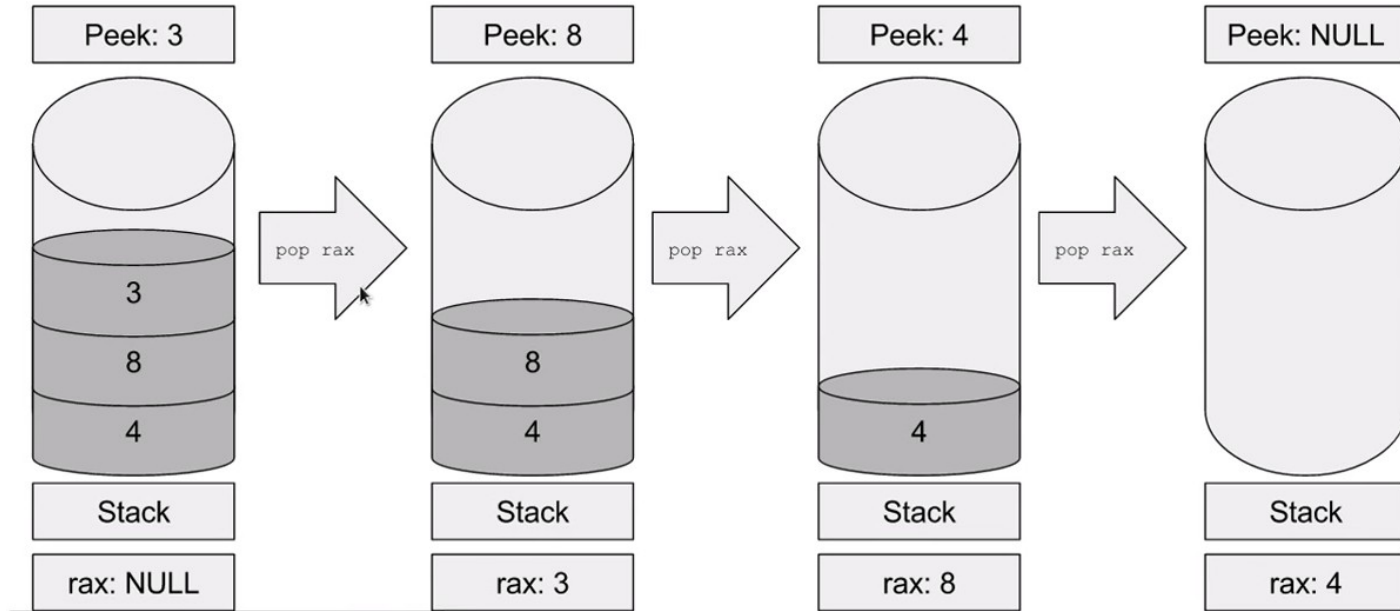 Peek: 3
Peek: 8
Peek: 4
Peek: NULL
3
pop rax
pop rax
pop rax
8
8
4
4
4
Stack
Stack
Stack
Stack
rax: NULL
rax: 3
rax: 8
rax: 4